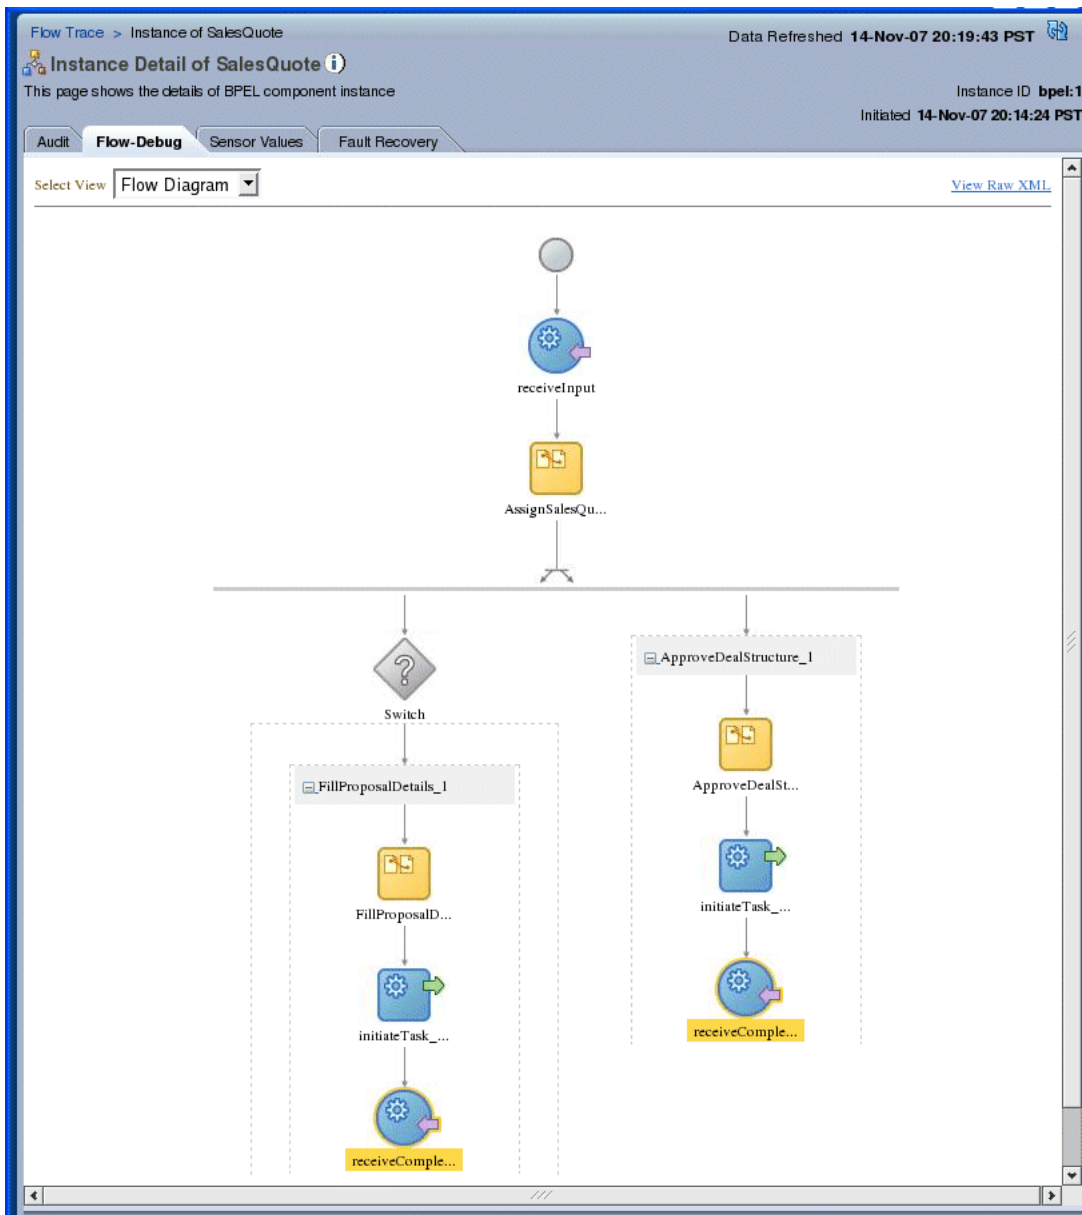 Flow Trace > Instance of SalesQuote
Data Refreshed 14-Nov-07 20:19:43 PST
Instance Detail of SalesQuote i
This page shows the details of BPEL component instance
Instance ID bpel:1
Initiated 14-Nov-07 20:14:24 PST
Audit Flow-Debug Sensor Values Fault Recovery
Select View Flow Diagram View Raw XML
receiveInput
AssignSalesQu...
ApproveDealStructure_1
?
Switch
FillProposalDetails_1
ApproveDealSt...
FillProposalD...
initiateTask_...
receiveComple...
initiateTask_...
receiveComple...